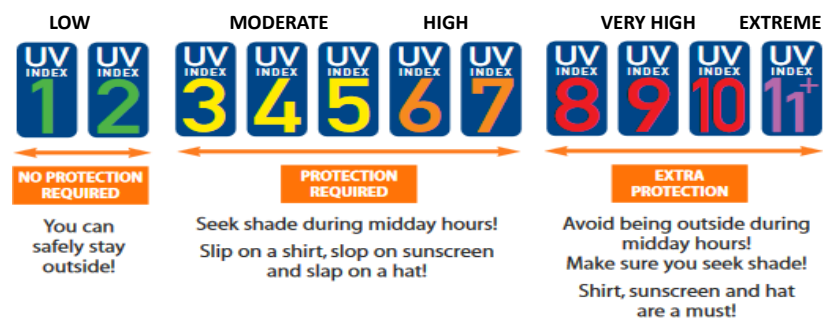 LOW MODERATE HIGH VERY HIGH EXTREME
UV INDEX 1 UV INDEX 2 UV INDEX 3 UV INDEX 4 UV INDEX 5 UV INDEX 6 UV INDEX 7 UV INDEX 8 UV INDEX 9 UV INDEX 10 UV INDEX 11+
NO PROTECTION
REQUIRED
You can
safely stay
outside!
PROTECTION
REQUIRED
Seek shade during midday hours!
Slip on a shirt, slop on sunscreen
and slap on a hat!
EXTRA
PROTECTION
Avoid being outside during
midday hours!
Make sure you seek shade!
Shirt, sunscreen and hat
are a must!